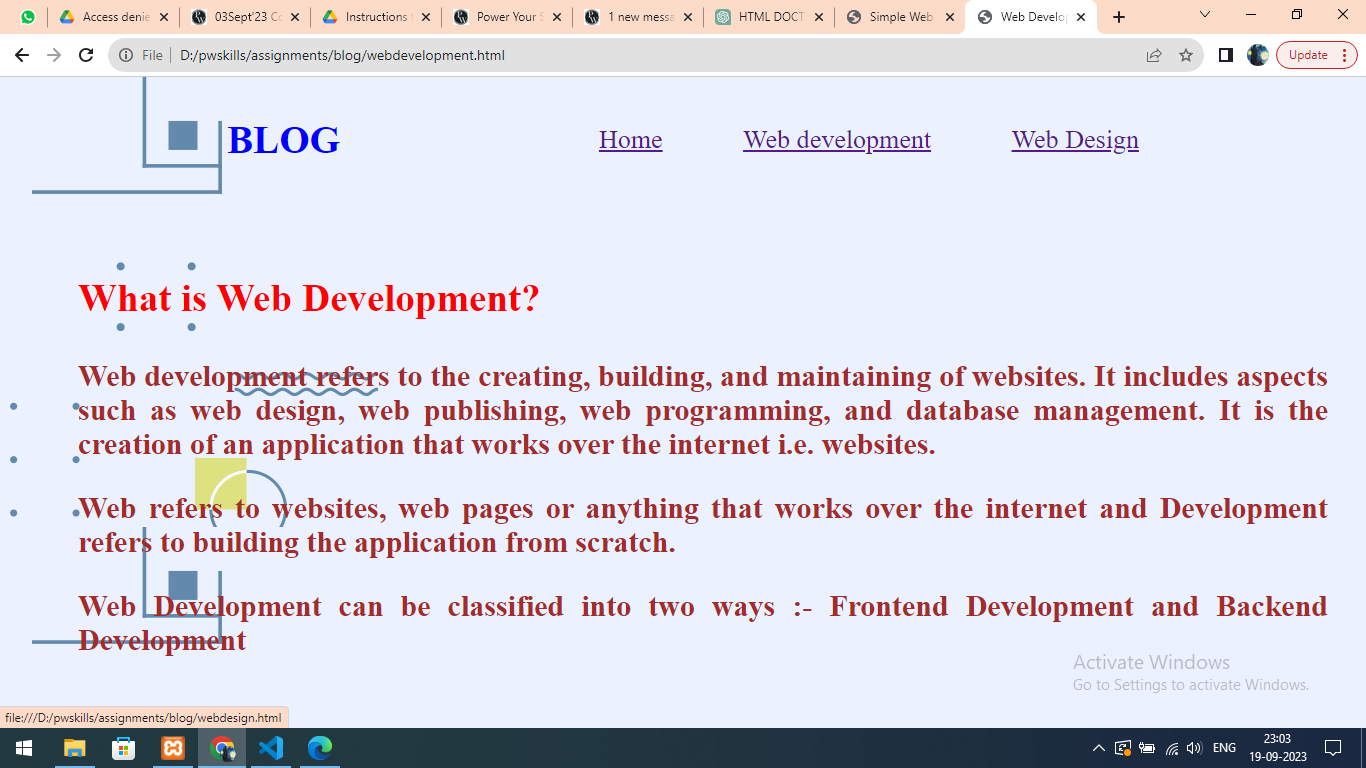 Access denie
03Sept'23 Co
Instructions
Power Your S
1 new messa
HTML DOCT
Simple Web
Web Develop
File
D:/pwskills/assignments/blog/webdevelopment.html
Update
BLOG
Home
Web development
Web Design
What is Web Development?
Web development refers to the creating, building, and maintaining of websites. It includes aspects
such as web design, web publishing, web programming, and database management. It is the
creation of an application that works over the internet i.e. websites.
Web refers to websites, web pages or anything that works over the internet and Development
refers to building the application from scratch.
Web Development can be classified into two ways :- Frontend Development and Backend
Development
Activate Windows
Go to Settings to activate Windows.
file:///D:/pwskills/assignments/blog/webdesign.html
ENG
23:03
19-09-2023